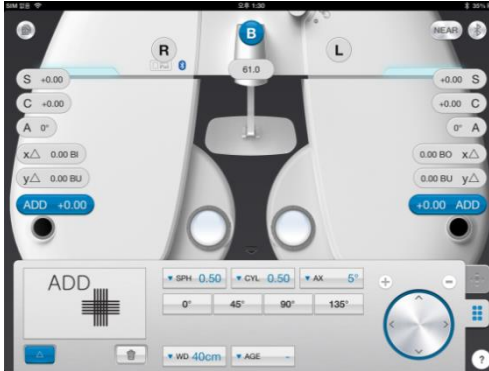 SIM 없음 오후 1:30 35%
B NEAR
R L
61.0
S +0.00 +0.00 S
C +0.00 +0.00 C
A 0° 0° A
x△ 0.00 BI 0.00 BO x△
y△ 0.00 BU 0.00 BU y△
ADD +0.00 +0.00 ADD
ADD ▼ SPH 0.50 ▼ CYL 0.50 ▼ AX 5° + −
0° 45° 90° 135°
△ ▼ WD 40cm ▼ AGE - ?